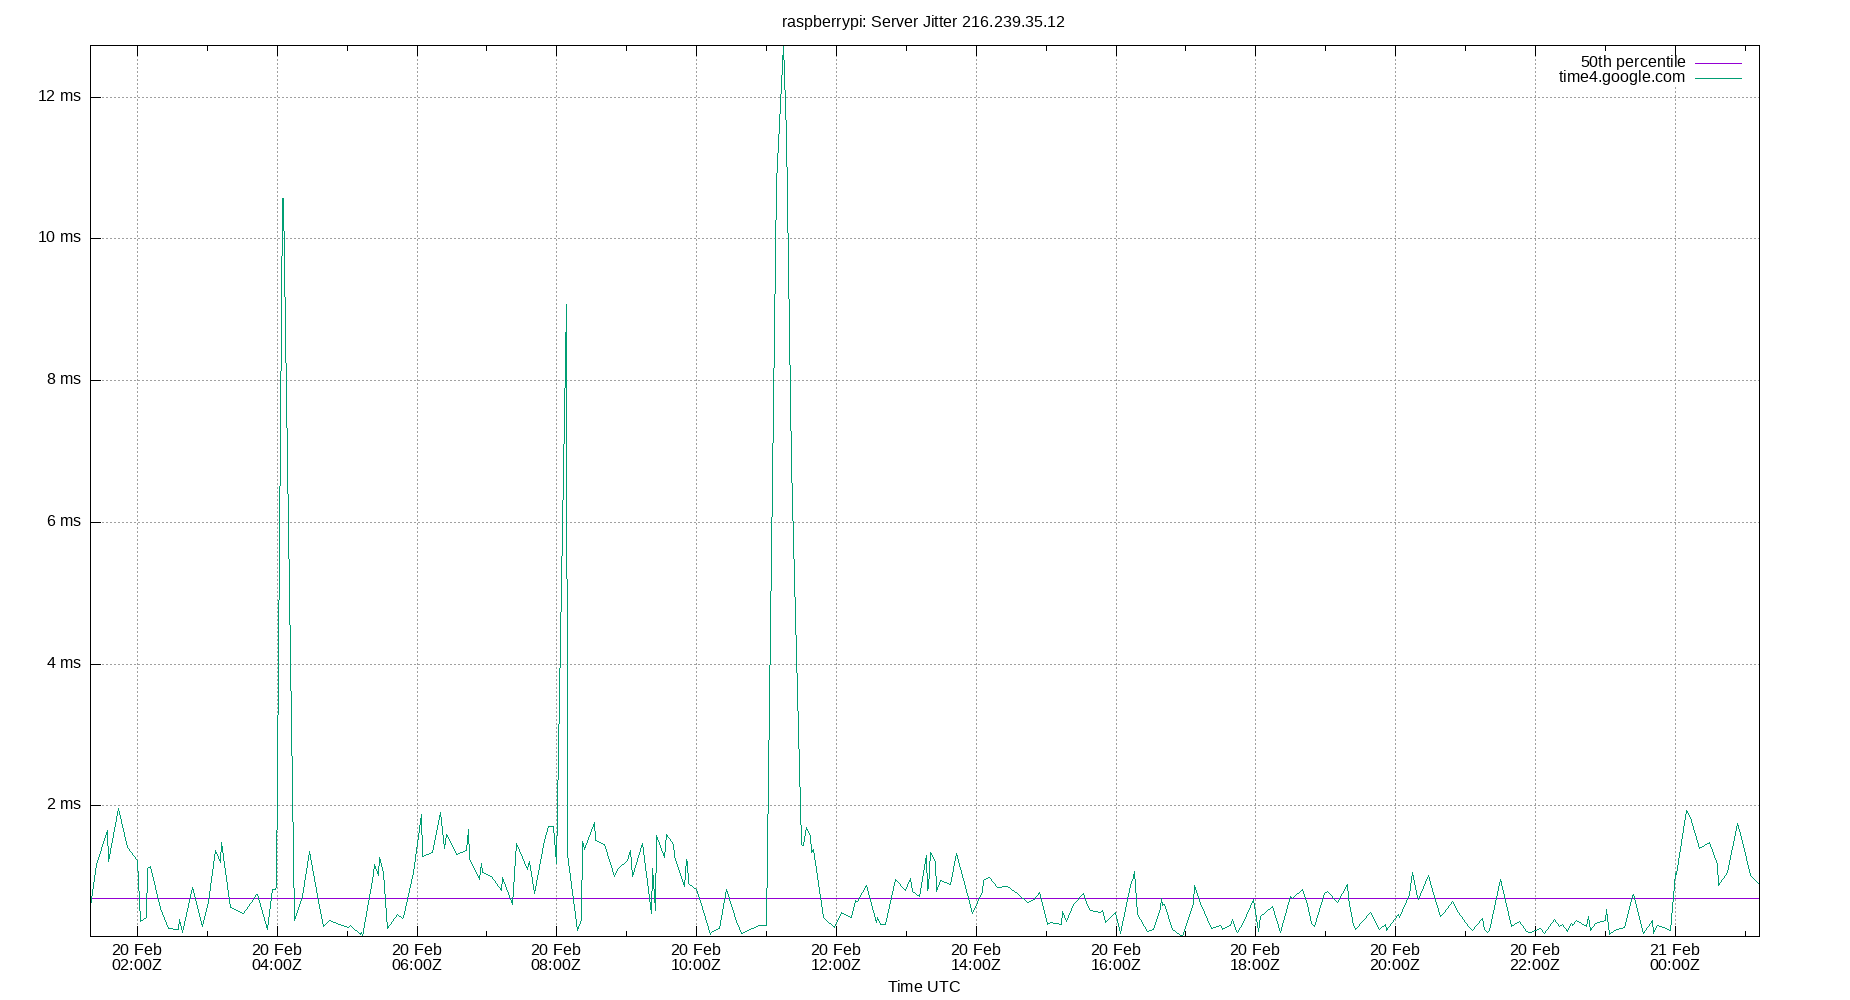 raspberrypi: Server Jitter 216.239.35.12
50th percentile
time4.google.com
12 ms
10 ms
8 ms
6 ms
4 ms
2 ms
20 Feb 20 Feb 20 Feb 20 Feb 20 Feb 20 Feb 20 Feb 20 Feb 20 Feb 20 Feb 20 Feb 21 Feb
02:00Z 04:00Z 06:00Z 08:00Z 10:00Z 12:00Z 14:00Z 16:00Z 18:00Z 20:00Z 22:00Z 00:00Z
Time UTC